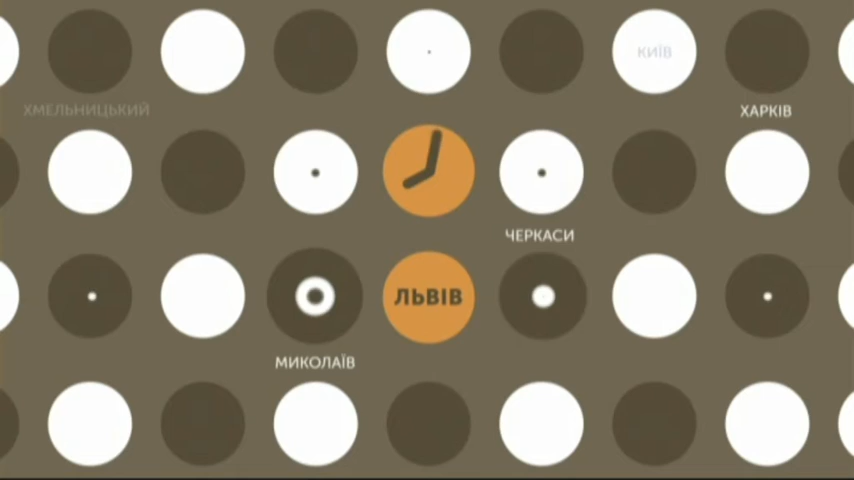 КИЇВ
ХМЕЛЬНИЦЬКИЙ
ХАРКІВ
ЧЕРКАСИ
ЛЬВІВ
МИКОЛАЇВ